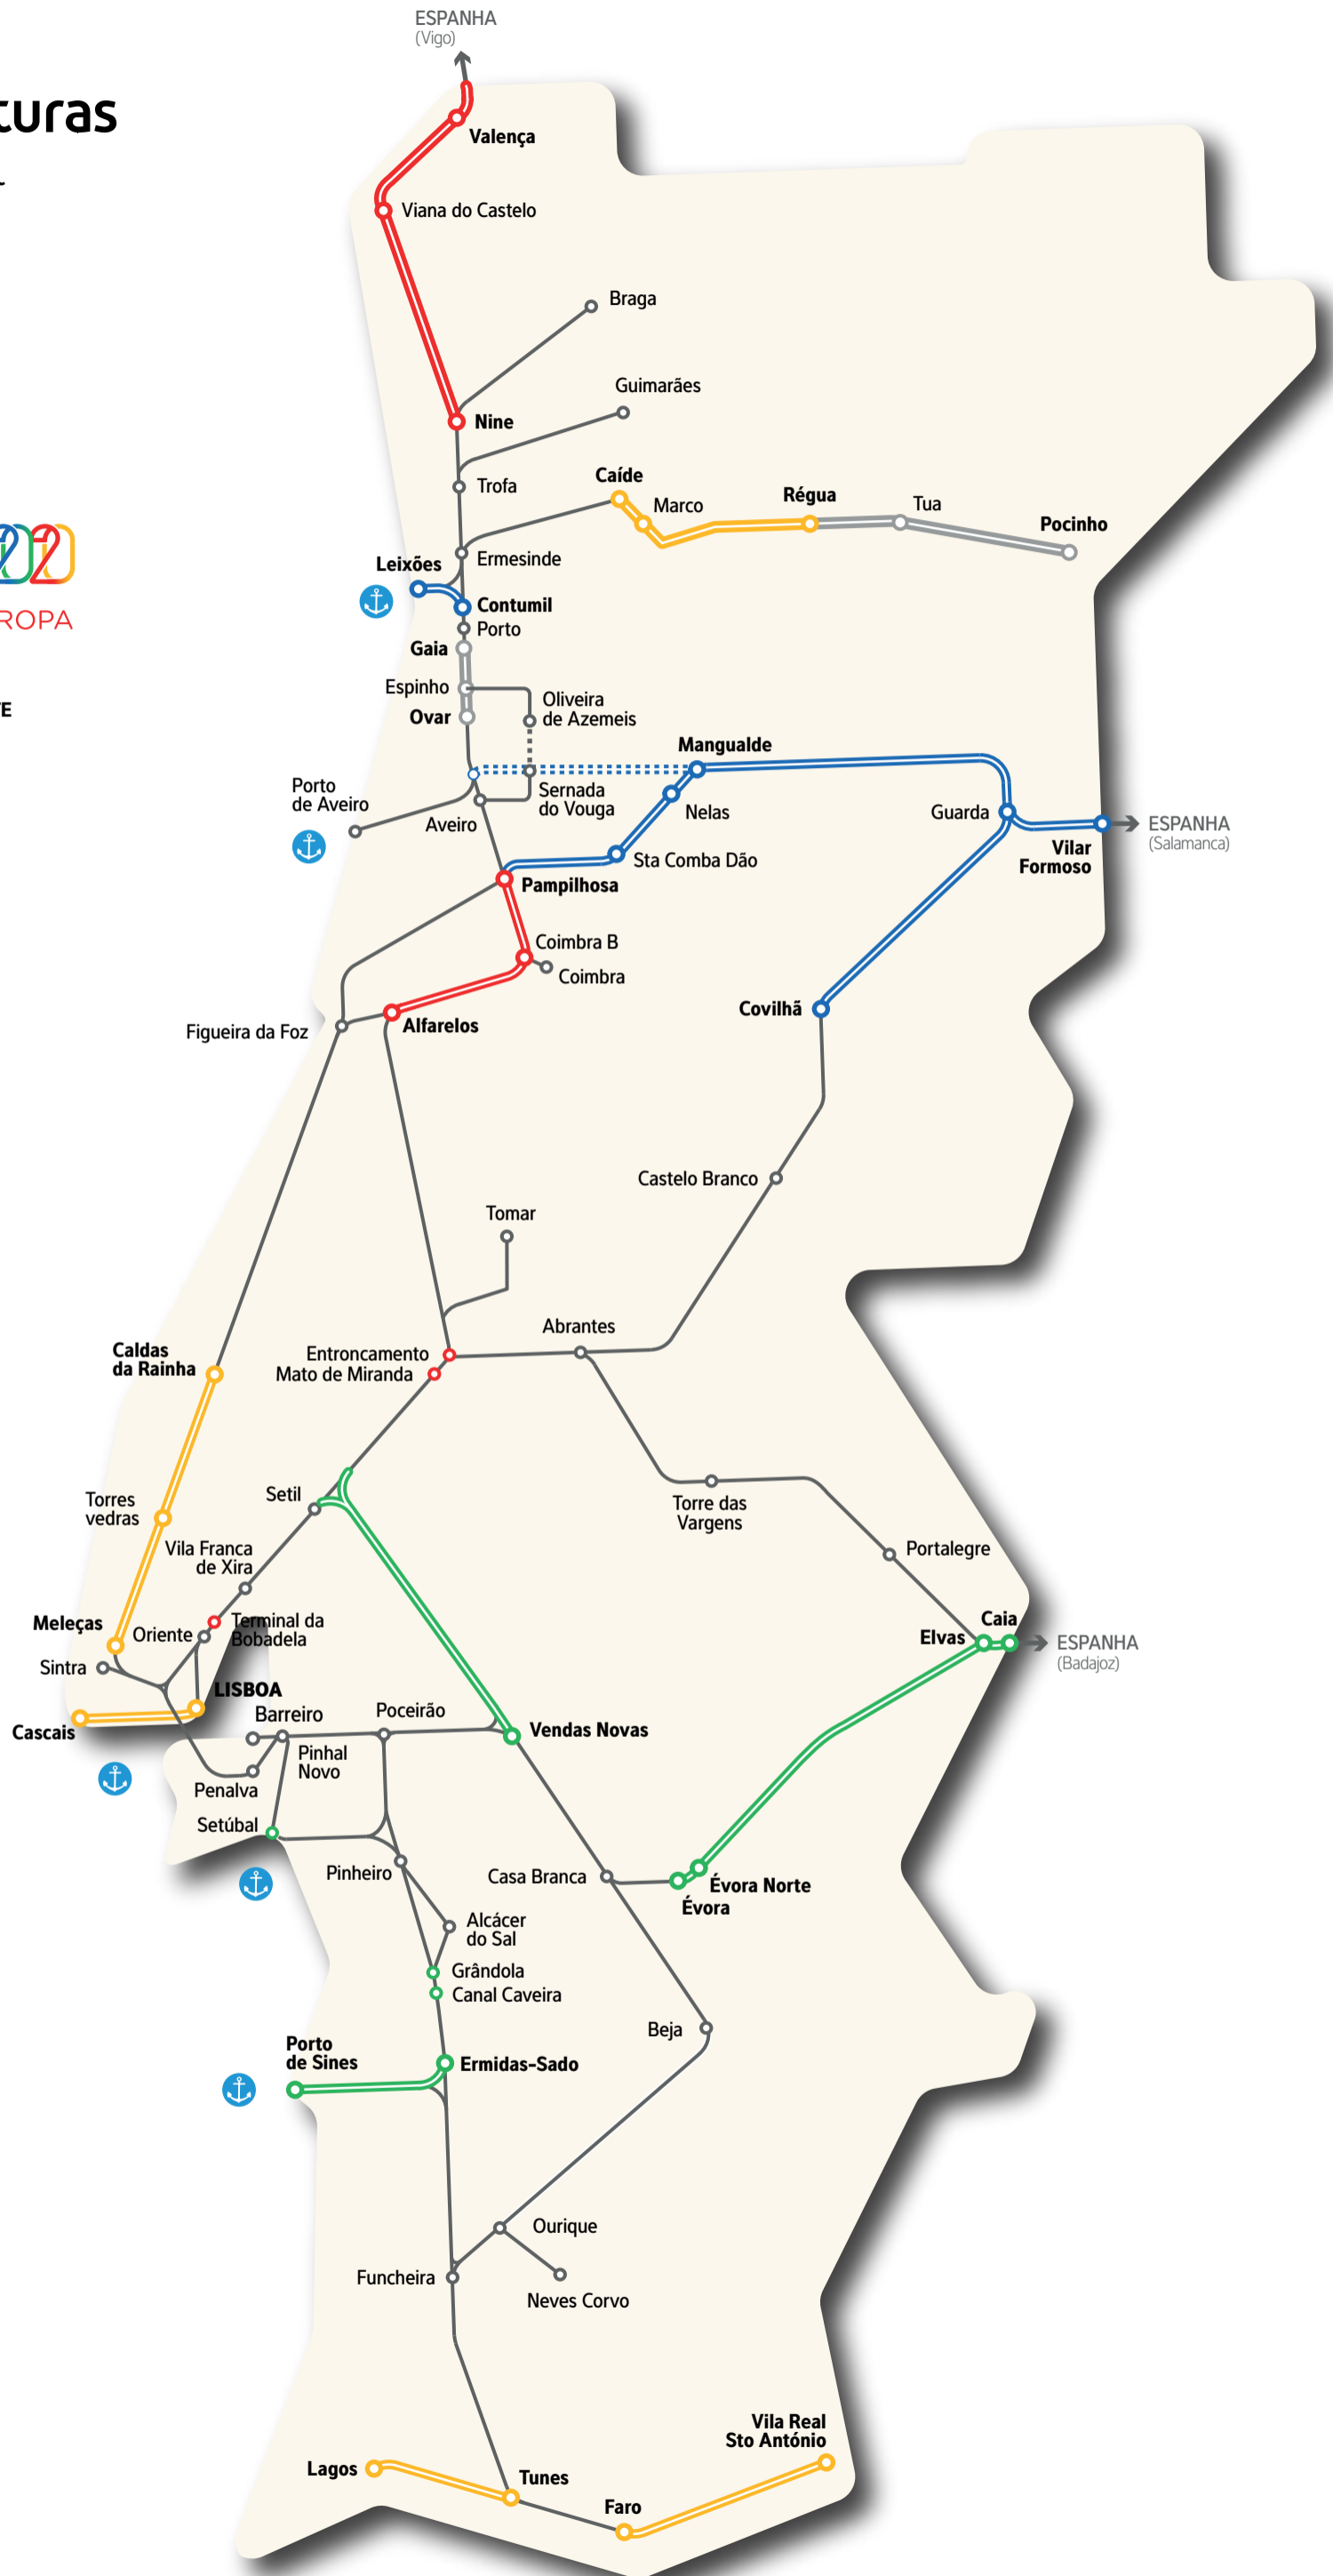 ESPANHA
(Vigo)
turas
Valença
Viana do Castelo
Braga
Guimarães
Nine
Caíde
Trofa
Marco
Régua
Tua
Pocinho
Ermesinde
Leixões
Contumil
ROPA
Porto
Gaia
Espinho
Oliveira
de Azemeis
TE
Ovar
Mangualde
Porto
de Aveiro
Sernada
do Vouga
Nelas
Guarda
Aveiro
ESPANHA
(Salamanca)
Vilar
Formoso
Sta Comba Dão
Pampilhosa
Coimbra B
Coimbra
Covilhã
Alfarelos
Figueira da Foz
Castelo Branco
Tomar
Abrantes
Caldas
da Rainha
Entroncamento
Mato de Miranda
Setil
Torres
vedras
Torre das
Vargens
Vila Franca
de Xira
Portalegre
Meleças
Oriente
Terminal da
Bobadela
Caia
Elvas
ESPANHA
(Badajoz)
Sintra
LISBOA
Cascais
Barreiro
Poceirão
Vendas Novas
Pinhal
Novo
Penalva
Setúbal
Pinheiro
Casa Branca
Évora Norte
Évora
Alcácer
do Sal
Grândola
Canal Caveira
Beja
Porto
de Sines
Ermidas-Sado
Ourique
Funcheira
Neves Corvo
Vila Real
Sto António
Lagos
Tunes
Faro